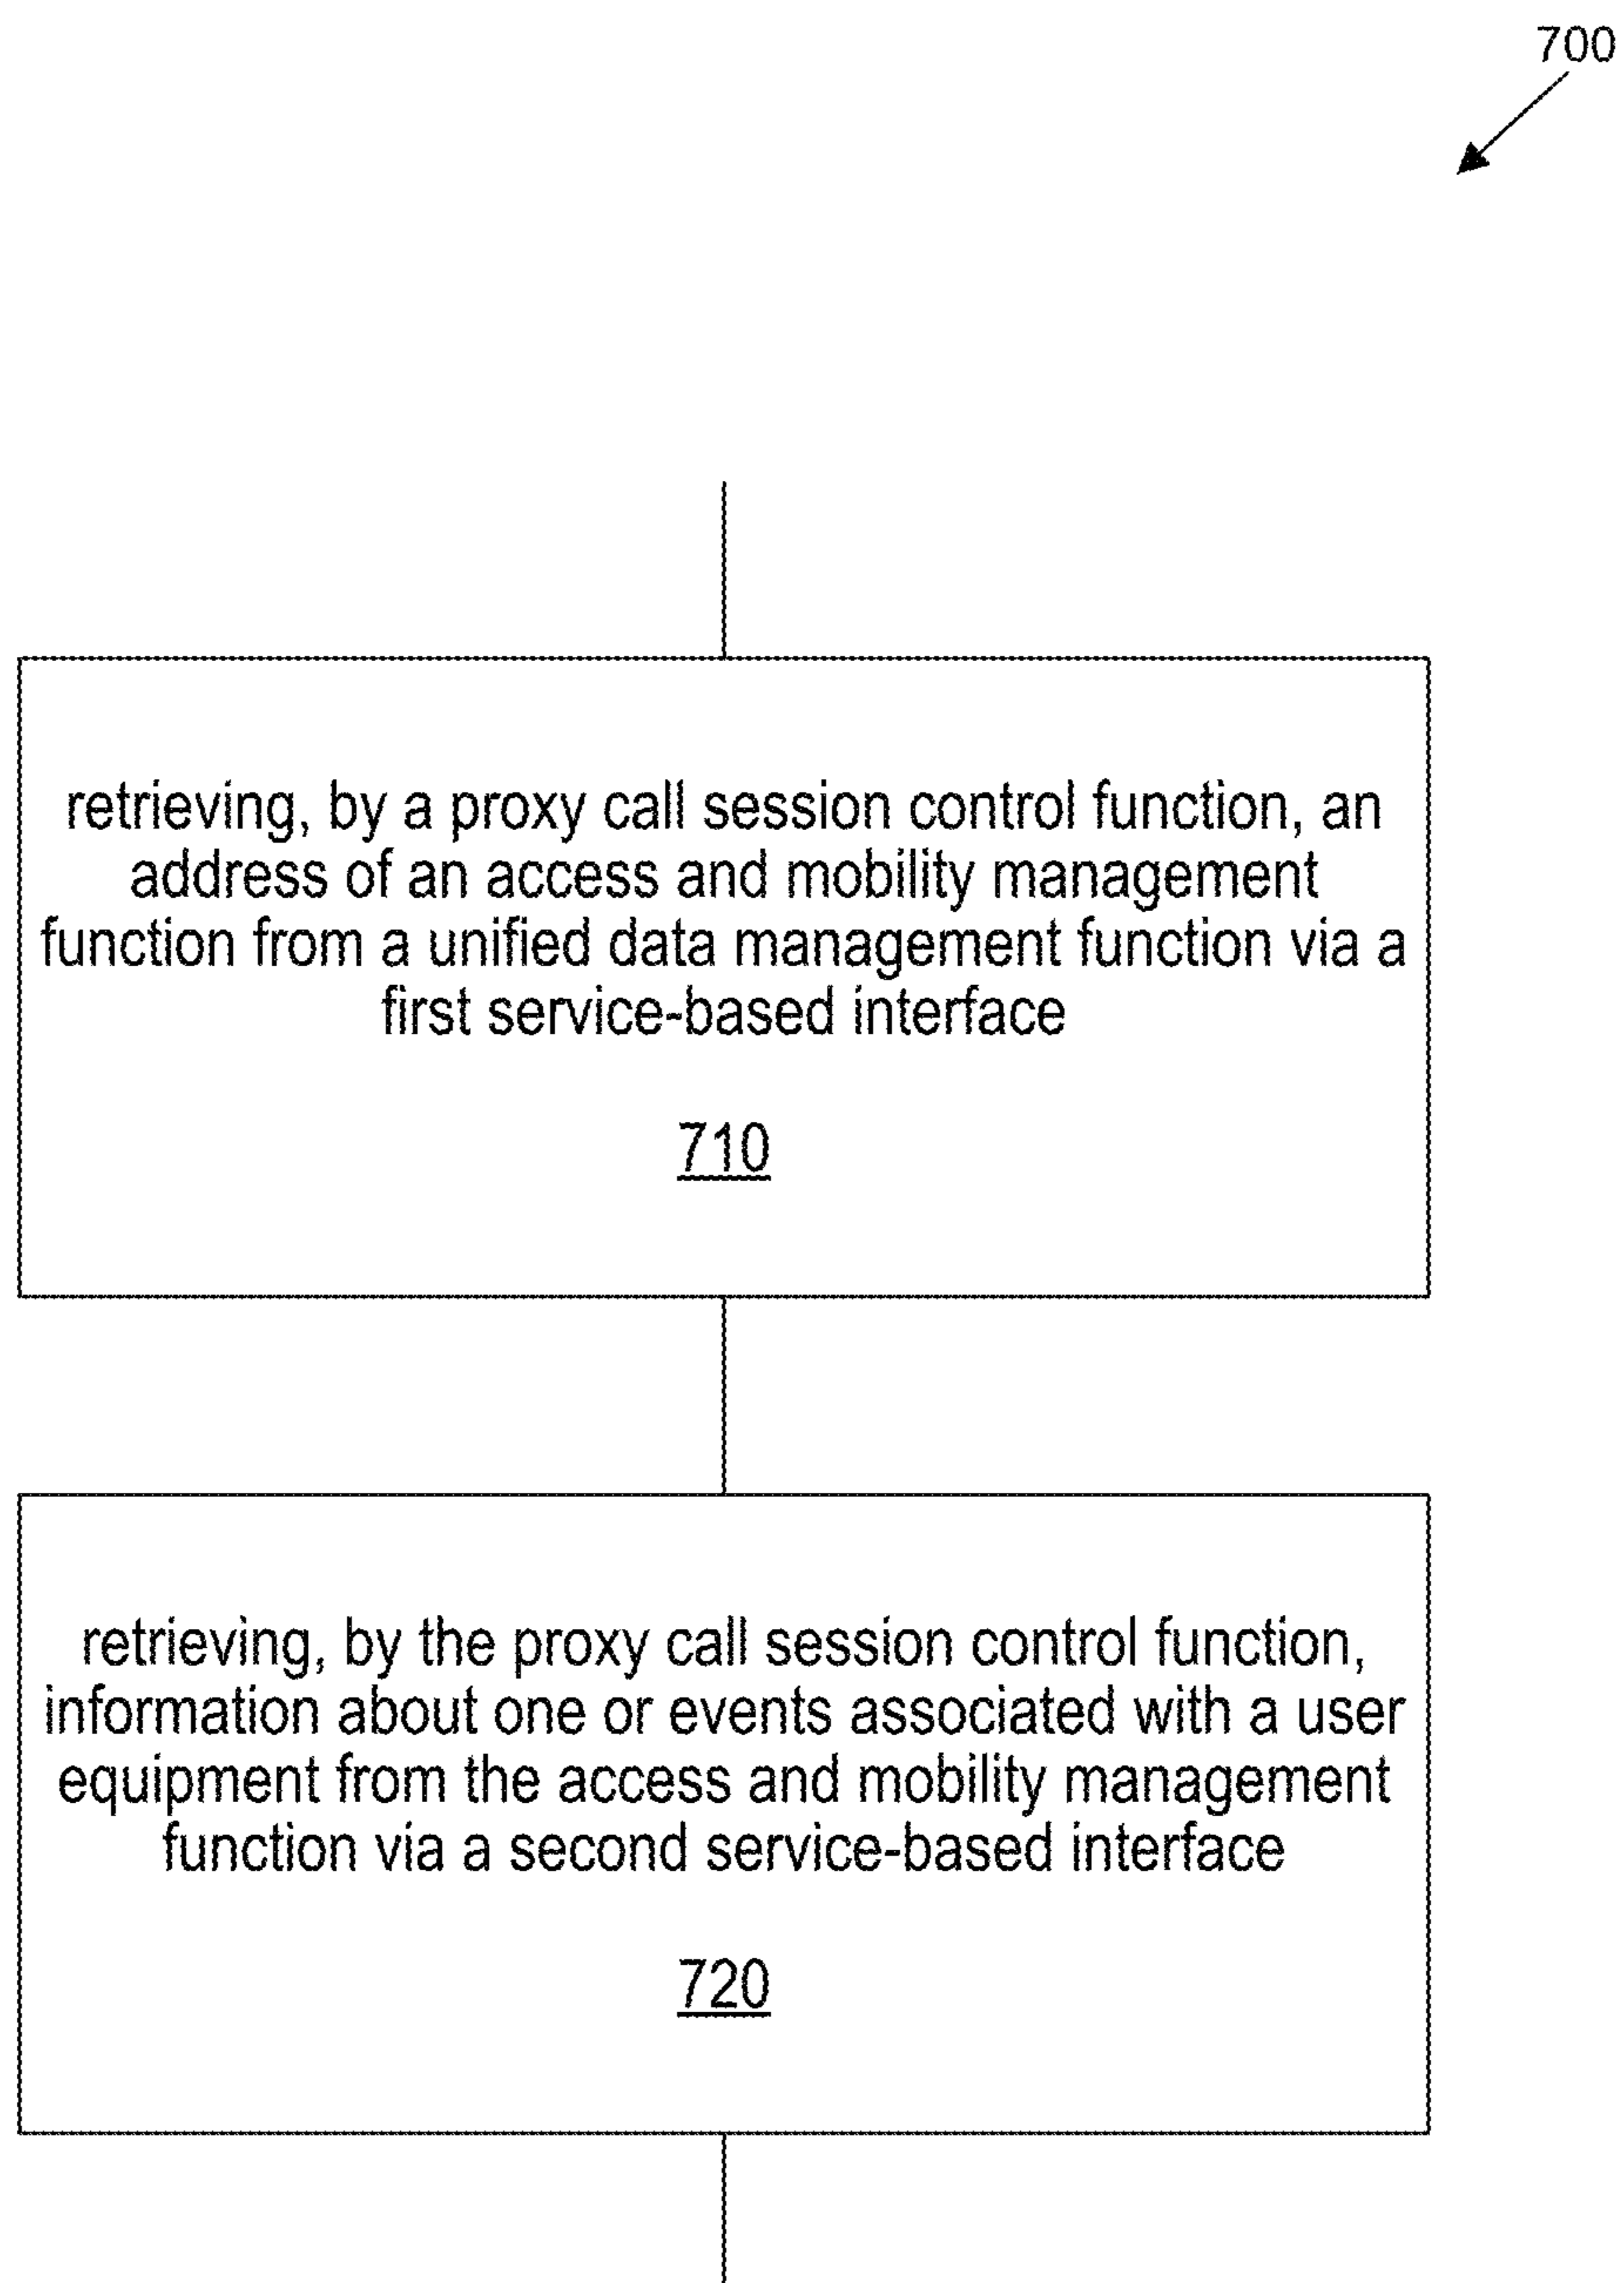 700
retrieving, by a proxy call session control function, an
address of an access and mobility management
function from a unified data management function via a
first service-based interface
710
retrieving, by the proxy call session control function,
information about one or events associated with a user
equipment from the access and mobility management
function via a second service-based interface
720